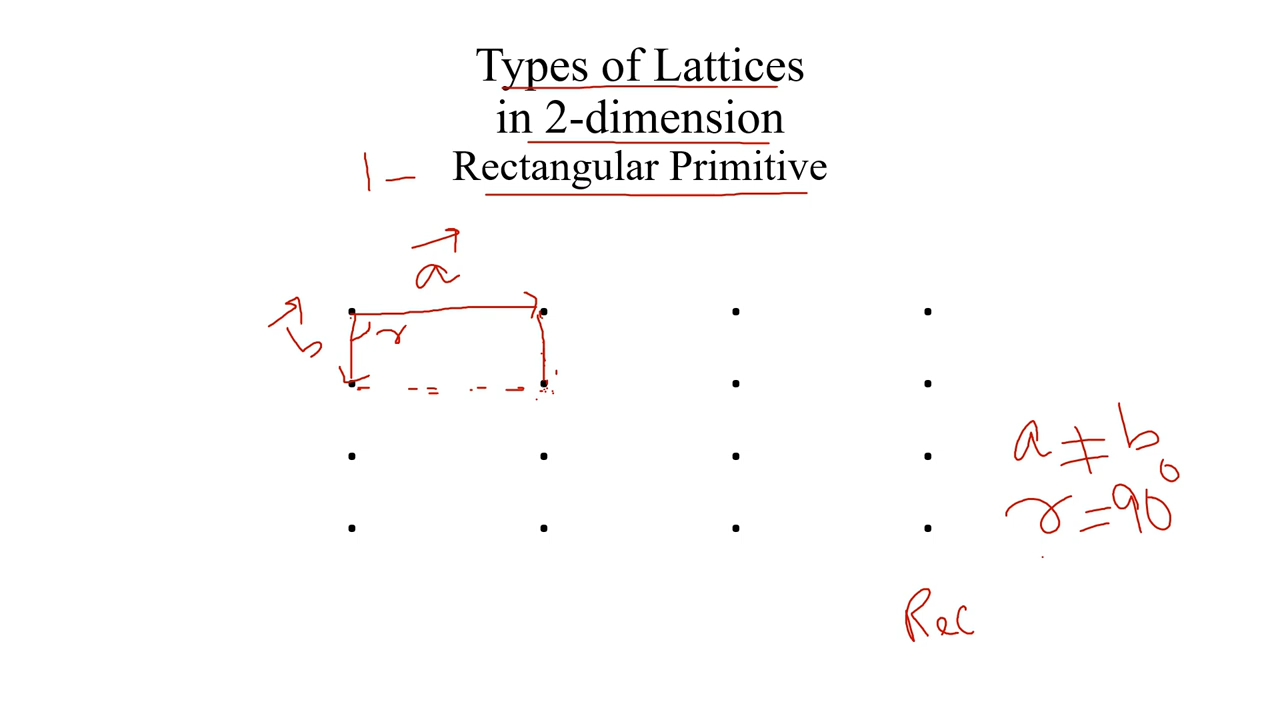 Types of Lattices
in 2-dimension
1- Rectangular Primitive
a
b
γ
a ≠ b
γ = 90°
Rec